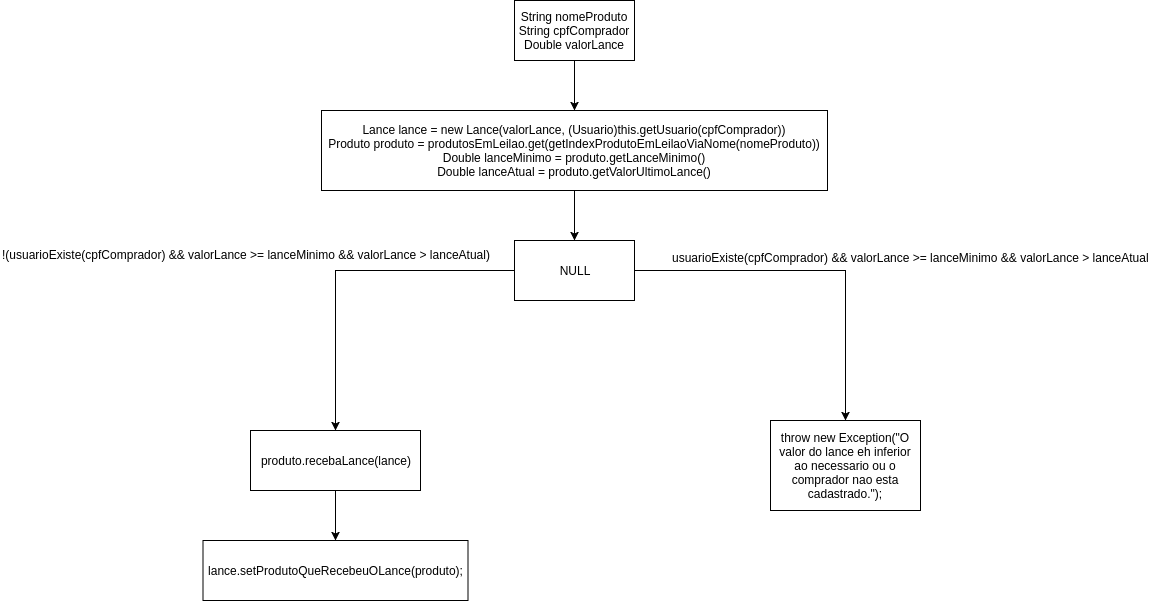 String nomeProduto
String cpfComprador
Double valorLance
Lance lance = new Lance(valorLance, (Usuario)this.getUsuario(cpfComprador))
Produto produto = produtosEmLeilao.get(getIndexProdutoEmLeilaoViaNome(nomeProduto))
Double lanceMinimo = produto.getLanceMinimo()
Double lanceAtual = produto.getValorUltimoLance()
!(usuarioExiste(cpfComprador) && valorLance >= lanceMinimo && valorLance > lanceAtual)
usuarioExiste(cpfComprador) && valorLance >= lanceMinimo && valorLance > lanceAtual
NULL
produto.recebaLance(lance)
throw new Exception("O
valor do lance eh inferior
ao necessario ou o
comprador nao esta
cadastrado.");
lance.setProdutoQueRecebeuOLance(produto);